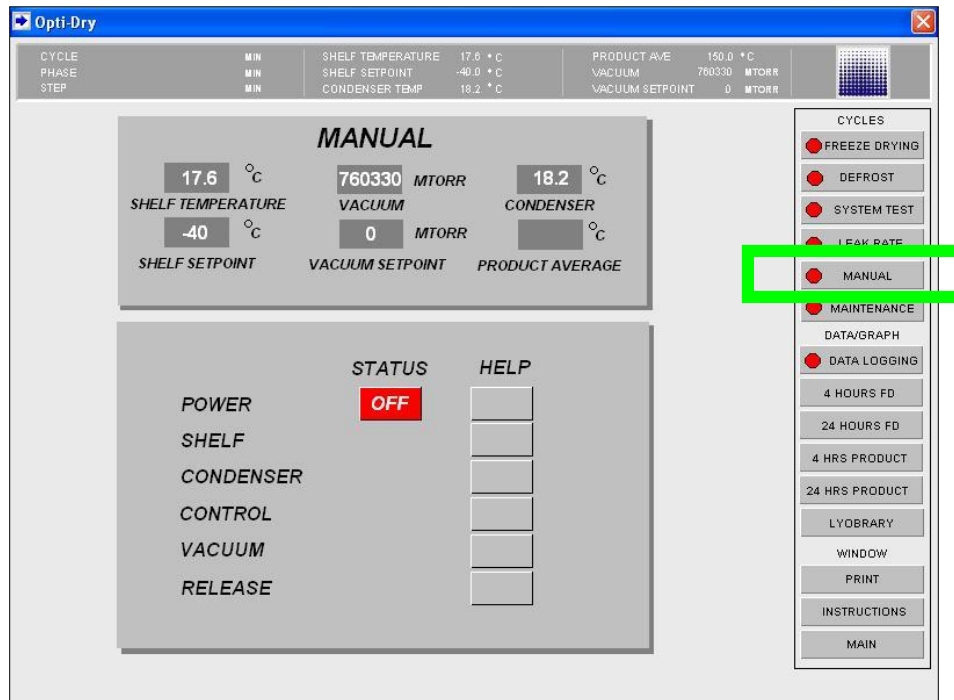 Opti-Dry
CYCLE MIN SHELF TEMPERATURE 17.6 °C PRODUCT AVE 150.0 °C
PHASE MIN SHELF SETPOINT -40.0 °C VACUUM 760330 MTORR
STEP MIN CONDENSER TEMP 18.2 °C VACUUM SETPOINT 0 MTORR
MANUAL
17.6 °C 760330 MTORR 18.2 °C
SHELF TEMPERATURE VACUUM CONDENSER
-40 °C 0 MTORR °C
SHELF SETPOINT VACUUM SETPOINT PRODUCT AVERAGE
STATUS HELP
POWER OFF
SHELF
CONDENSER
CONTROL
VACUUM
RELEASE
CYCLES
FREEZE DRYING
DEFROST
SYSTEM TEST
LEAK RATE
MANUAL
MAINTENANCE
DATA/GRAPH
DATA LOGGING
4 HOURS FD
24 HOURS FD
4 HRS PRODUCT
24 HRS PRODUCT
LYOBRARY
WINDOW
PRINT
INSTRUCTIONS
MAIN